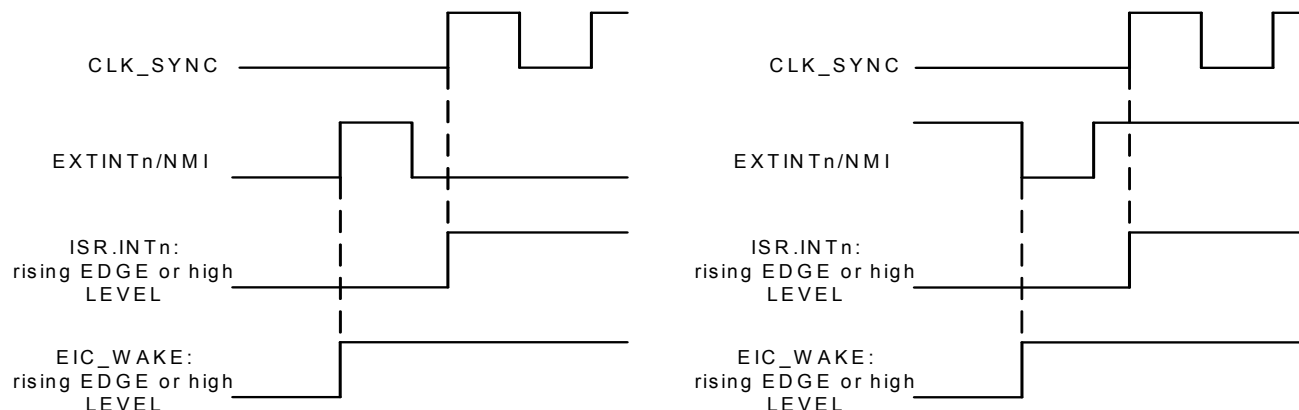 CLK_SYNC
EXTINTn/NMI
ISR.INTn:
rising EDGE or high
LEVEL
EIC_WAKE:
rising EDGE or high
LEVEL
CLK_SYNC
EXTINTn/NMI
ISR.INTn:
rising EDGE or high
LEVEL
EIC_WAKE:
rising EDGE or high
LEVEL